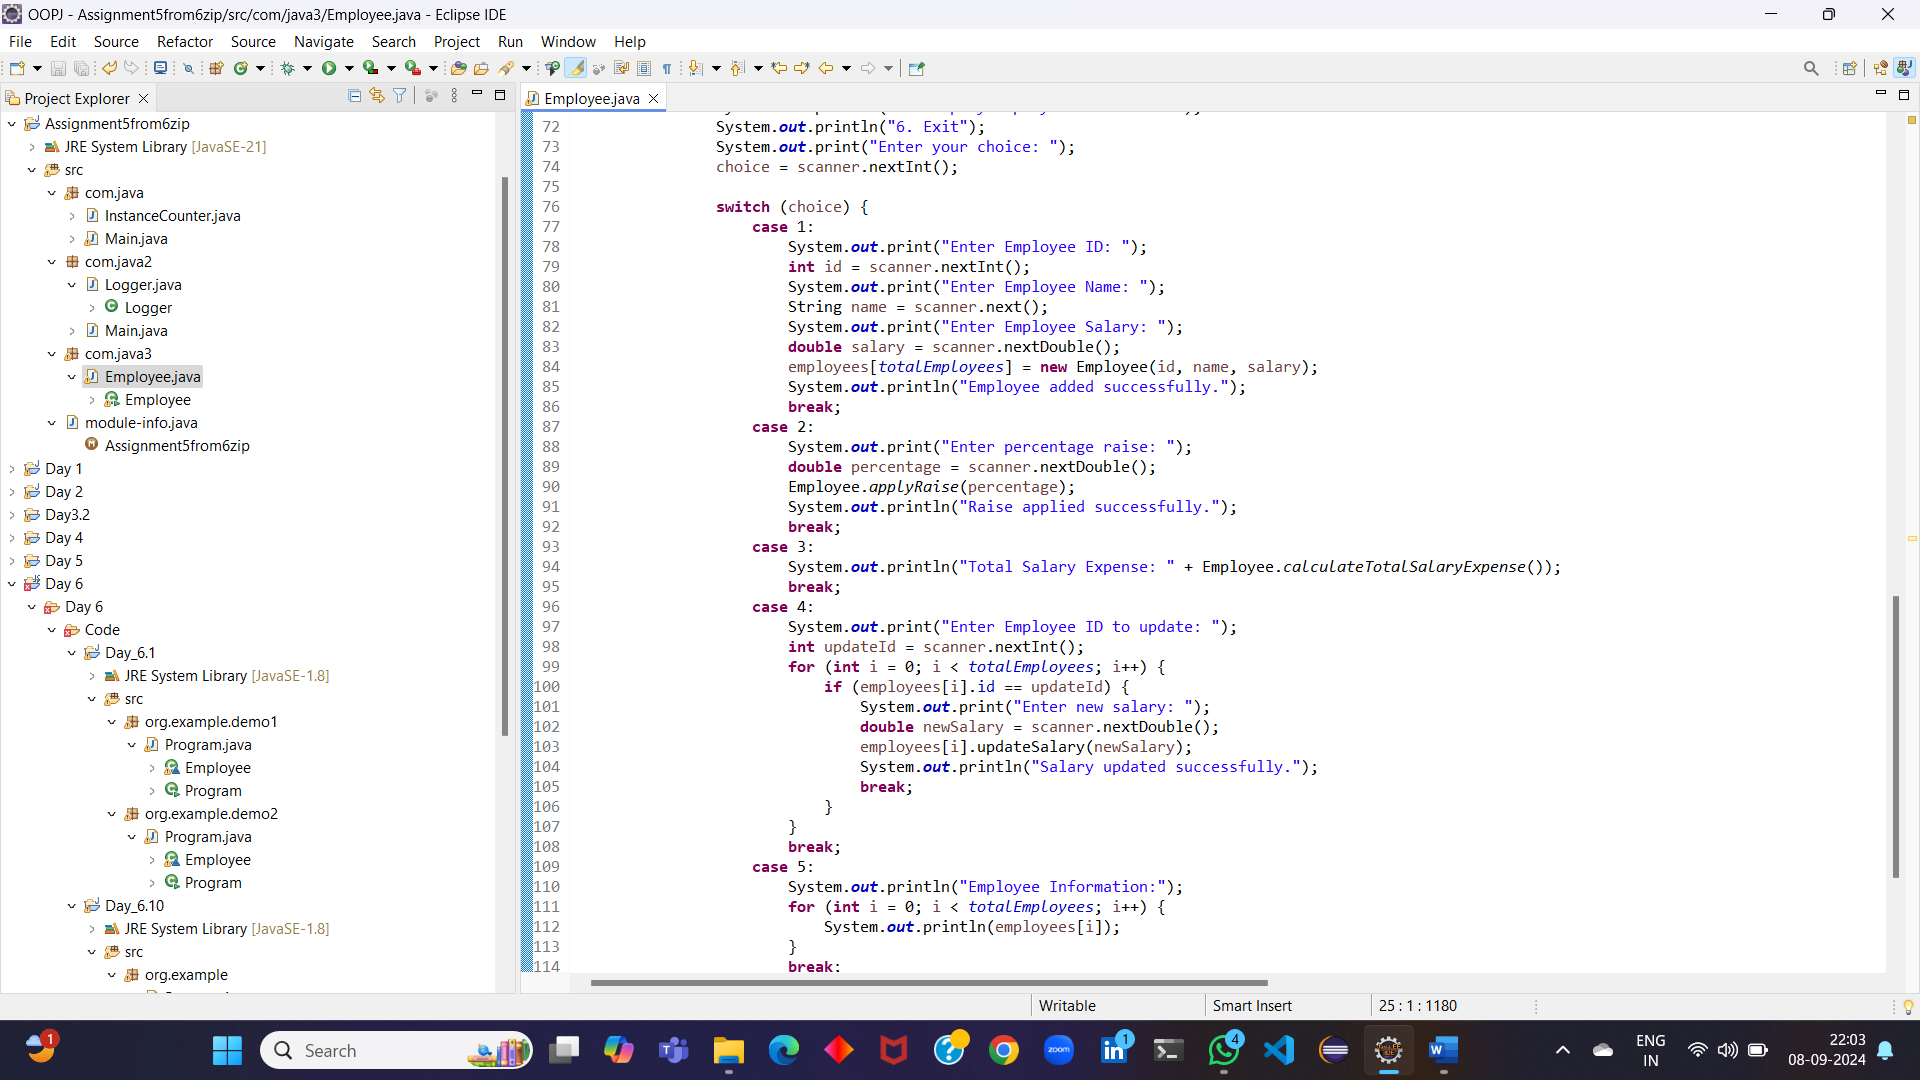 OOPJ - Assignment5from6zip/src/com/java3/Employee.java - Eclipse IDE
File Edit Source Refactor Source Navigate Search Project Run Window Help
Project Explorer
Assignment5from6zip
JRE System Library [JavaSE-21]
src
com.java
InstanceCounter.java
Main.java
com.java2
Logger.java
Logger
Main.java
com.java3
Employee.java
Employee
module-info.java
Assignment5from6zip
Day 1
Day 2
Day3.2
Day 4
Day 5
Day 6
Day 6
Code
Day_6.1
JRE System Library [JavaSE-1.8]
src
org.example.demo1
Program.java
Employee
Program
org.example.demo2
Program.java
Employee
Program
Day_6.10
JRE System Library [JavaSE-1.8]
src
org.example
Employee.java
72 System.out.println("6. Exit");
73 System.out.print("Enter your choice: ");
74 choice = scanner.nextInt();
75
76 switch (choice) {
77 case 1:
78 System.out.print("Enter Employee ID: ");
79 int id = scanner.nextInt();
80 System.out.print("Enter Employee Name: ");
81 String name = scanner.next();
82 System.out.print("Enter Employee Salary: ");
83 double salary = scanner.nextDouble();
84 employees[totalEmployees] = new Employee(id, name, salary);
85 System.out.println("Employee added successfully.");
86 break;
87 case 2:
88 System.out.print("Enter percentage raise: ");
89 double percentage = scanner.nextDouble();
90 Employee.applyRaise(percentage);
91 System.out.println("Raise applied successfully.");
92 break;
93 case 3:
94 System.out.println("Total Salary Expense: " + Employee.calculateTotalSalaryExpense());
95 break;
96 case 4:
97 System.out.print("Enter Employee ID to update: ");
98 int updateId = scanner.nextInt();
99 for (int i = 0; i < totalEmployees; i++) {
100 if (employees[i].id == updateId) {
101 System.out.print("Enter new salary: ");
102 double newSalary = scanner.nextDouble();
103 employees[i].updateSalary(newSalary);
104 System.out.println("Salary updated successfully.");
105 break;
106 }
107 }
108 break;
109 case 5:
110 System.out.println("Employee Information:");
111 for (int i = 0; i < totalEmployees; i++) {
112 System.out.println(employees[i]);
113 }
114 break;
Writable Smart Insert 25 : 1 : 1180
1 Search zoom 1 4 ENG IN 22:03
08-09-2024